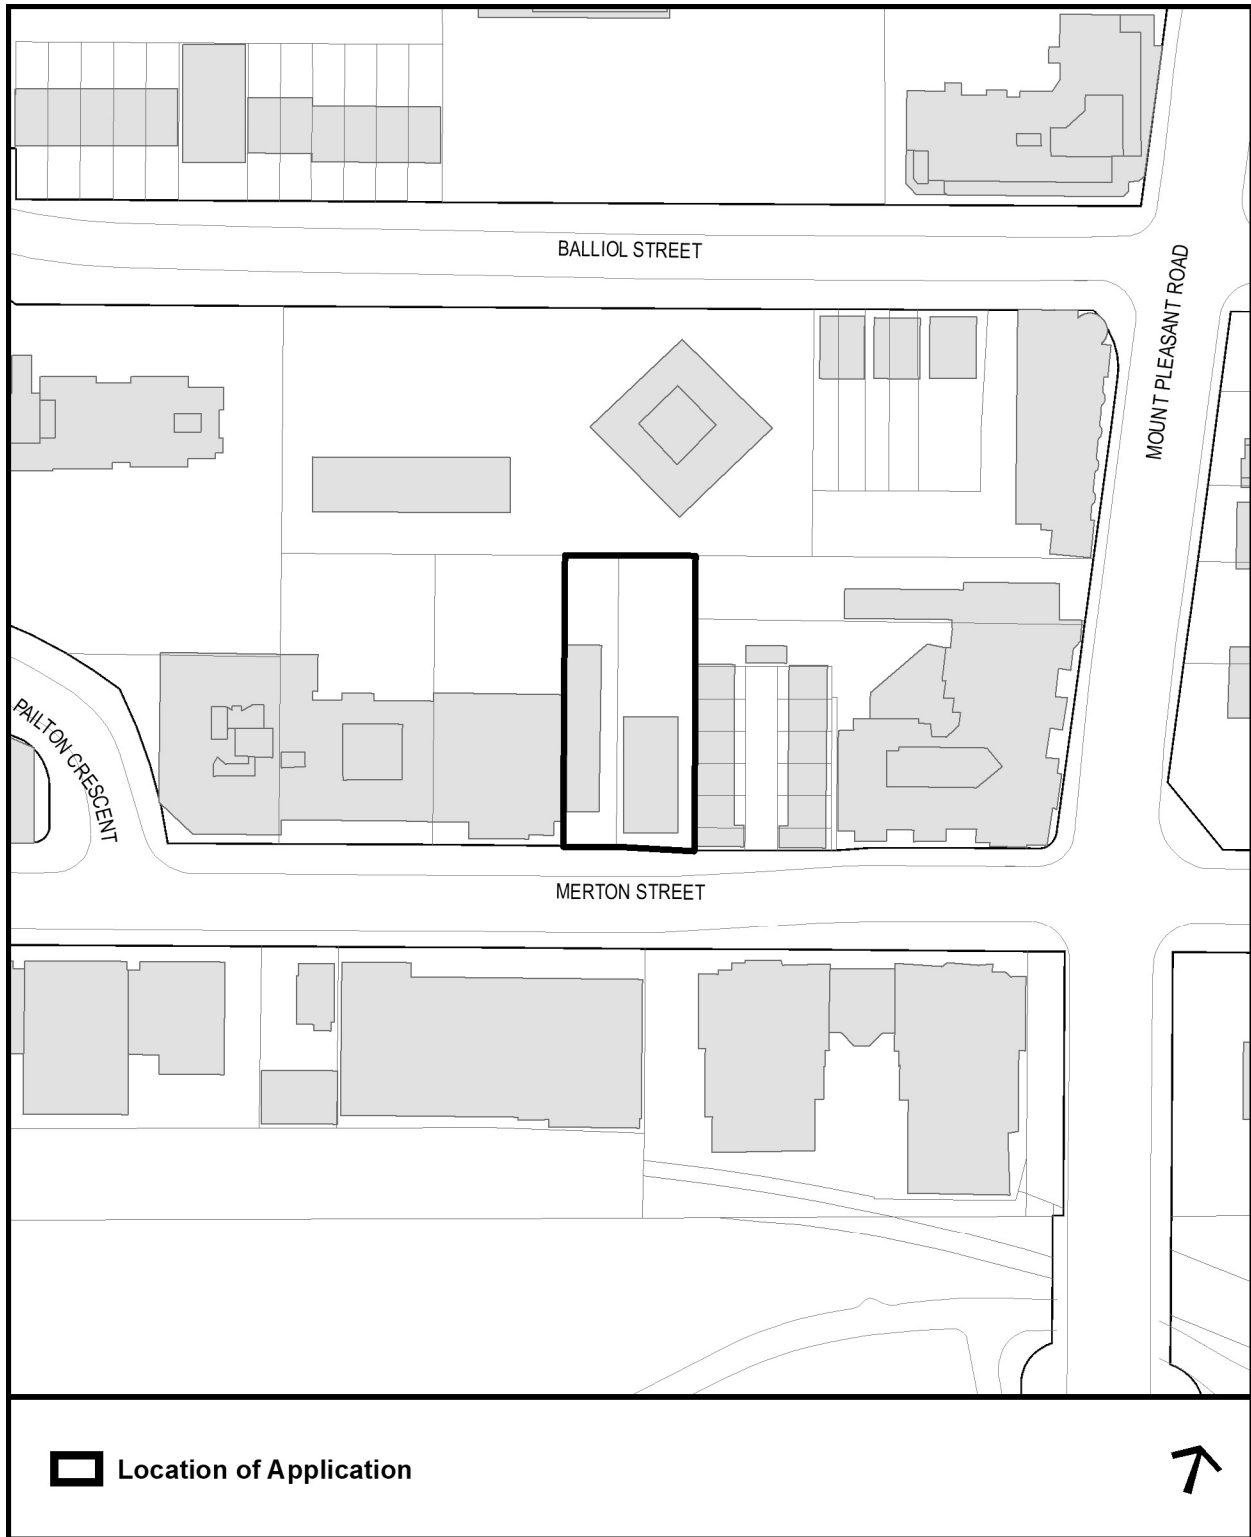 BALLIOL STREET
MOUNT PLEASANT ROAD
PAILTON CRESCENT
MERTON STREET
Location of Application